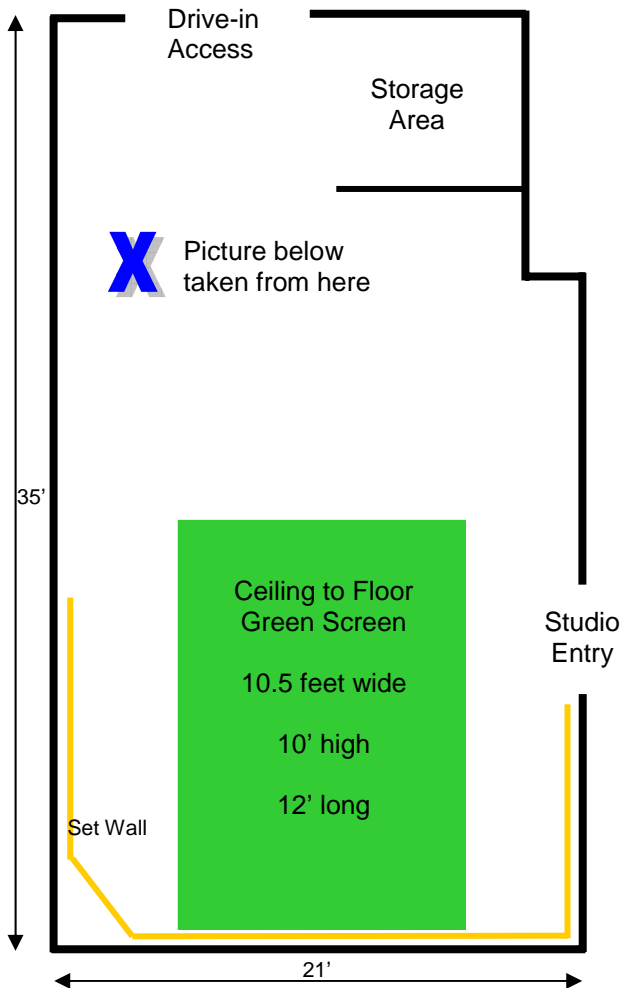 Drive-in
Access
Storage
Area
X
Picture below
taken from here
35’
Ceiling to Floor
Green Screen
10.5 feet wide
10’ high
12’ long
Studio
Entry
Set Wall
21’